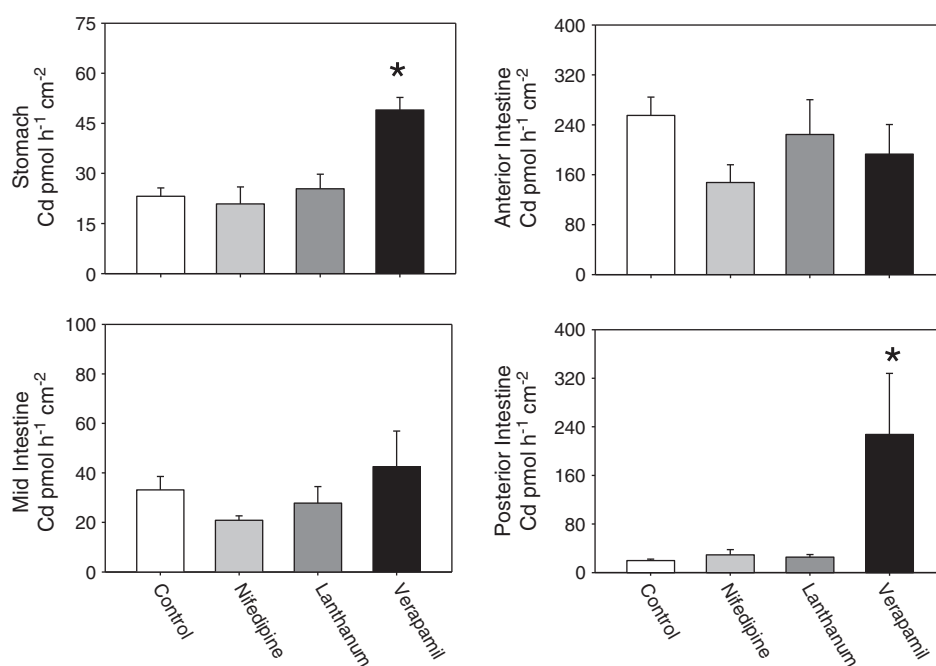 Stomach
Cd pmol h⁻¹ cm⁻²
75
60
45
30
15
0
*
Anterior Intestine
Cd pmol h⁻¹ cm⁻²
400
320
240
160
80
0
Mid Intestine
Cd pmol h⁻¹ cm⁻²
100
80
60
40
20
0
Control
Nifedipine
Lanthanum
Verapamil
Posterior Intestine
Cd pmol h⁻¹ cm⁻²
400
320
240
160
80
0
*
Control
Nifedipine
Lanthanum
Verapamil